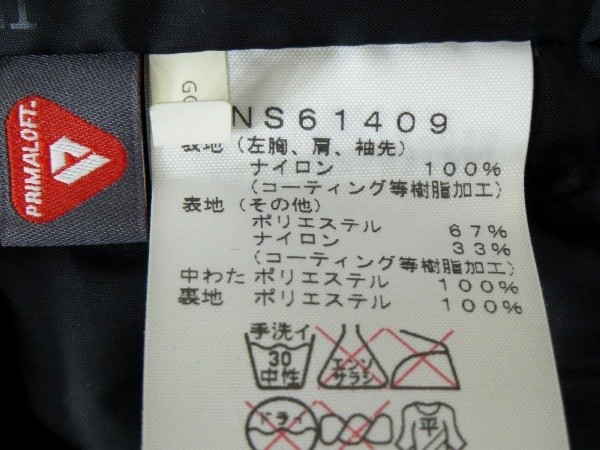 PRIMALOFT.
NS61409
表地（左胸、肩、袖先）
ナイロン 100%
（コーティング等樹脂加工）
表地（その他）
ポリエステル 67%
ナイロン 33%
（コーティング等樹脂加工）
中わた ポリエステル 100%
裏地 ポリエステル 100%
手洗イ
30
中性
エンソ
サラシ
ドライ
平